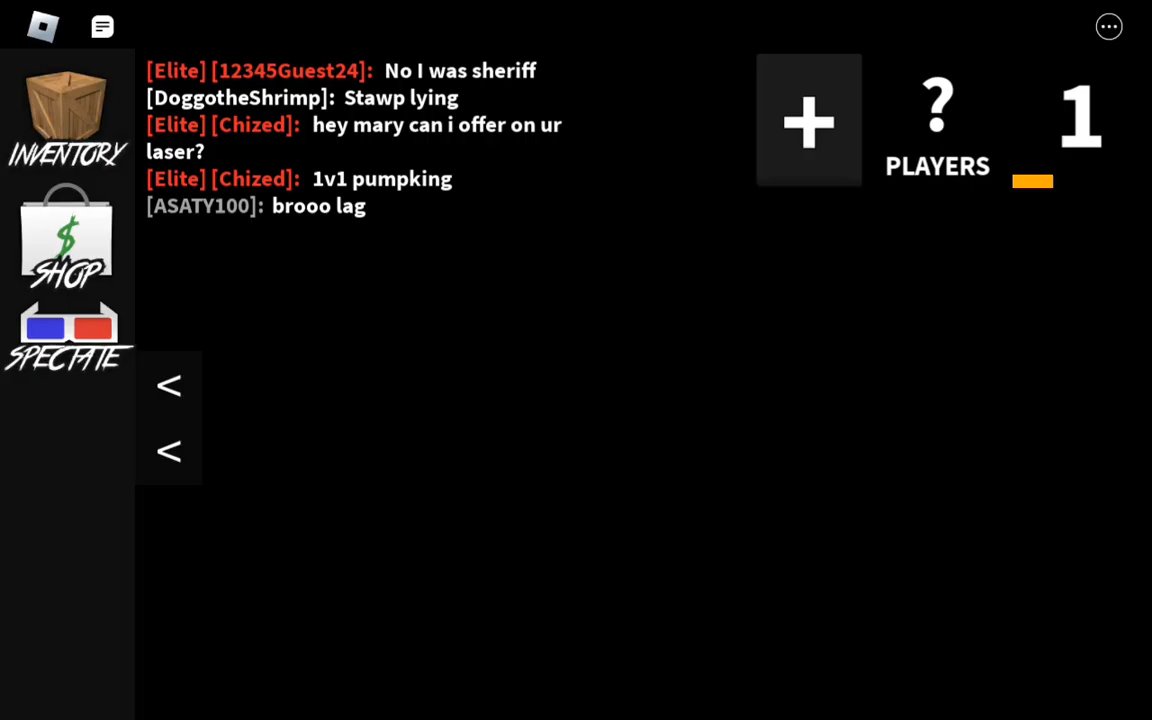 [Elite] [12345Guest24]: No I was sheriff
[DoggotheShrimp]: Stawp lying
[Elite] [Chized]: hey mary can i offer on ur
laser?
[Elite] [Chized]: 1v1 pumpking
[ASATY100]: brooo lag
+
?
PLAYERS
1
INVENTORY
$
SHOP
SPECTATE
<
<